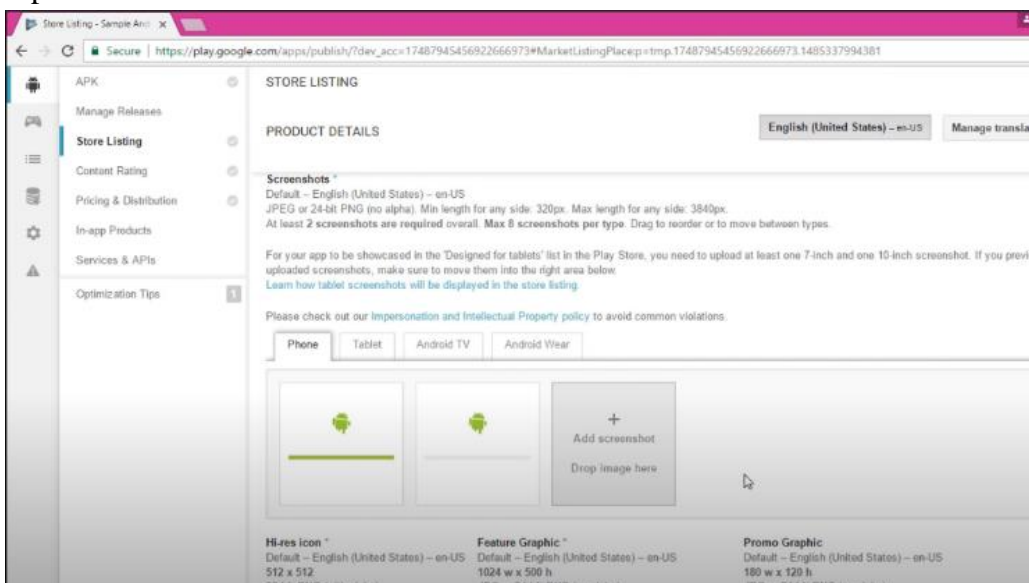 Store Listing - Sample And
Secure | https://play.google.com/apps/publish/?dev_acc=17487945456922666973#MarketListingPlace:p=tmp.17487945456922666973.1485337994381
APK
Manage Releases
Store Listing
Content Rating
Pricing & Distribution
In-app Products
Services & APIs
Optimization Tips
1
STORE LISTING
PRODUCT DETAILS
English (United States) – en-US
Manage transla
Screenshots *
Default – English (United States) – en-US
JPEG or 24-bit PNG (no alpha). Min length for any side: 320px. Max length for any side: 3840px.
At least 2 screenshots are required overall. Max 8 screenshots per type. Drag to reorder or to move between types.
For your app to be showcased in the 'Designed for tablets' list in the Play Store, you need to upload at least one 7-inch and one 10-inch screenshot. If you previ
uploaded screenshots, make sure to move them into the right area below.
Learn how tablet screenshots will be displayed in the store listing.
Please check out our Impersonation and Intellectual Property policy to avoid common violations.
Phone
Tablet
Android TV
Android Wear
+
Add screenshot
Drop image here
Hi-res icon *
Default – English (United States) – en-US
512 x 512
Feature Graphic *
Default – English (United States) – en-US
1024 w x 500 h
Promo Graphic
Default – English (United States) – en-US
180 w x 120 h